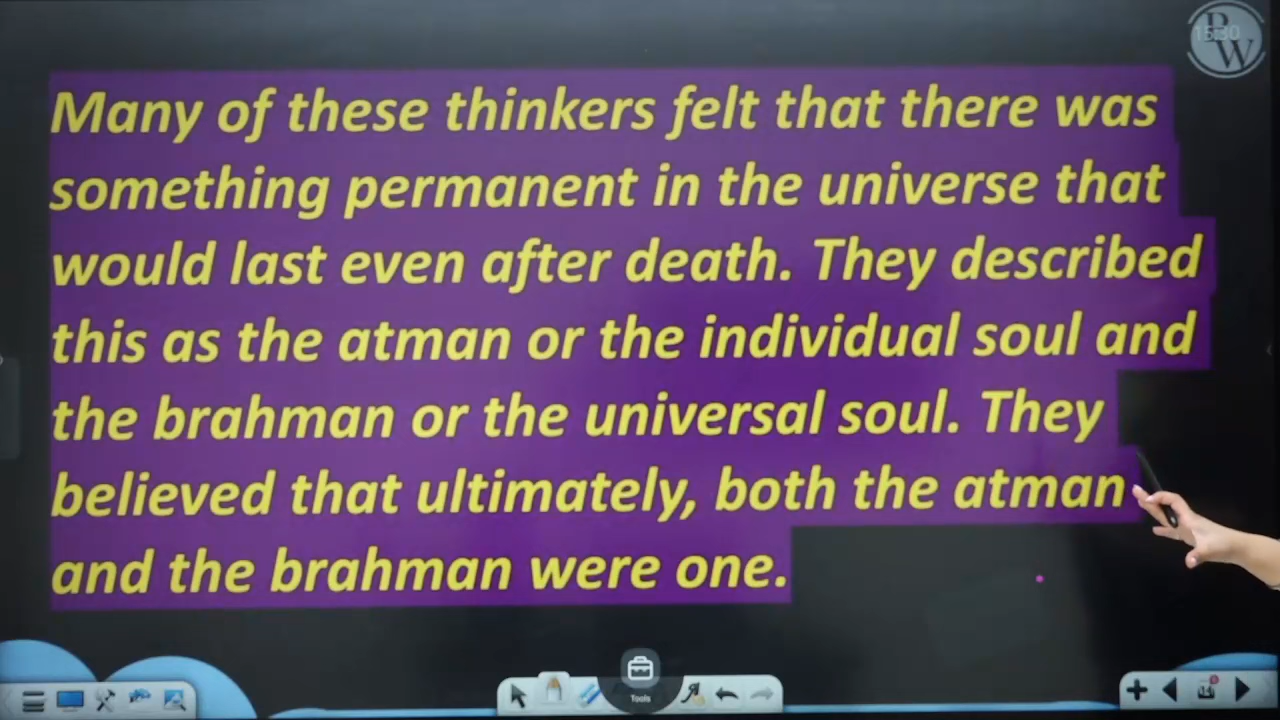 Many of these thinkers felt that there was
something permanent in the universe that
would last even after death. They described
this as the atman or the individual soul and
the brahman or the universal soul. They
believed that ultimately, both the atman
and the brahman were one.
PW
Tools